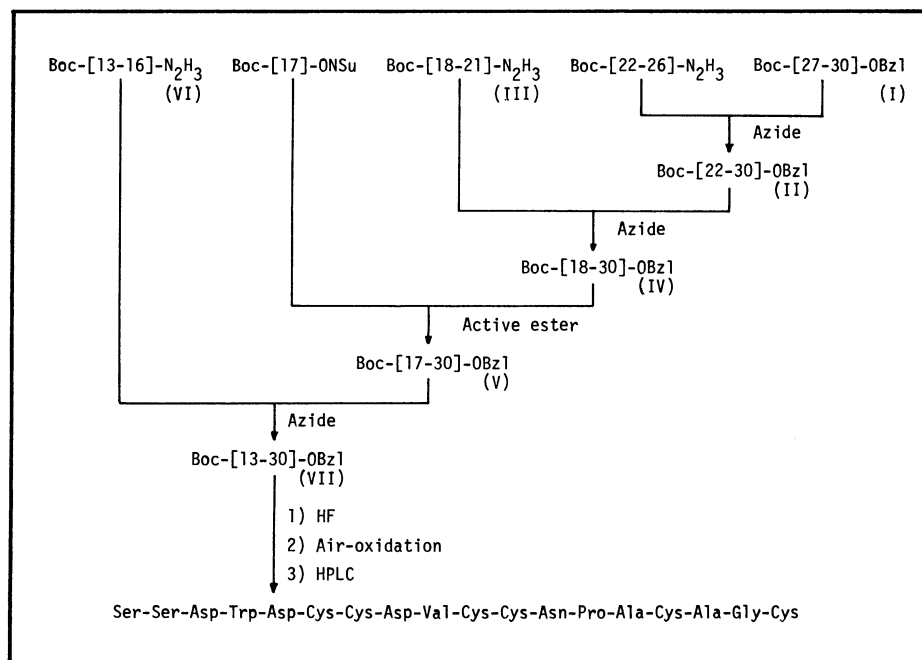 Boc-[13-16]-N2H3 Boc-[17]-ONSu Boc-[18-21]-N2H3 Boc-[22-26]-N2H3 Boc-[27-30]-OBzl
(VI) (III) (I)
Azide
Boc-[22-30]-OBzl
(II)
Azide
Boc-[18-30]-OBzl
(IV)
Active ester
Boc-[17-30]-OBzl
(V)
Azide
Boc-[13-30]-OBzl
(VII)
1) HF
2) Air-oxidation
3) HPLC
Ser-Ser-Asp-Trp-Asp-Cys-Cys-Asp-Val-Cys-Cys-Asn-Pro-Ala-Cys-Ala-Gly-Cys